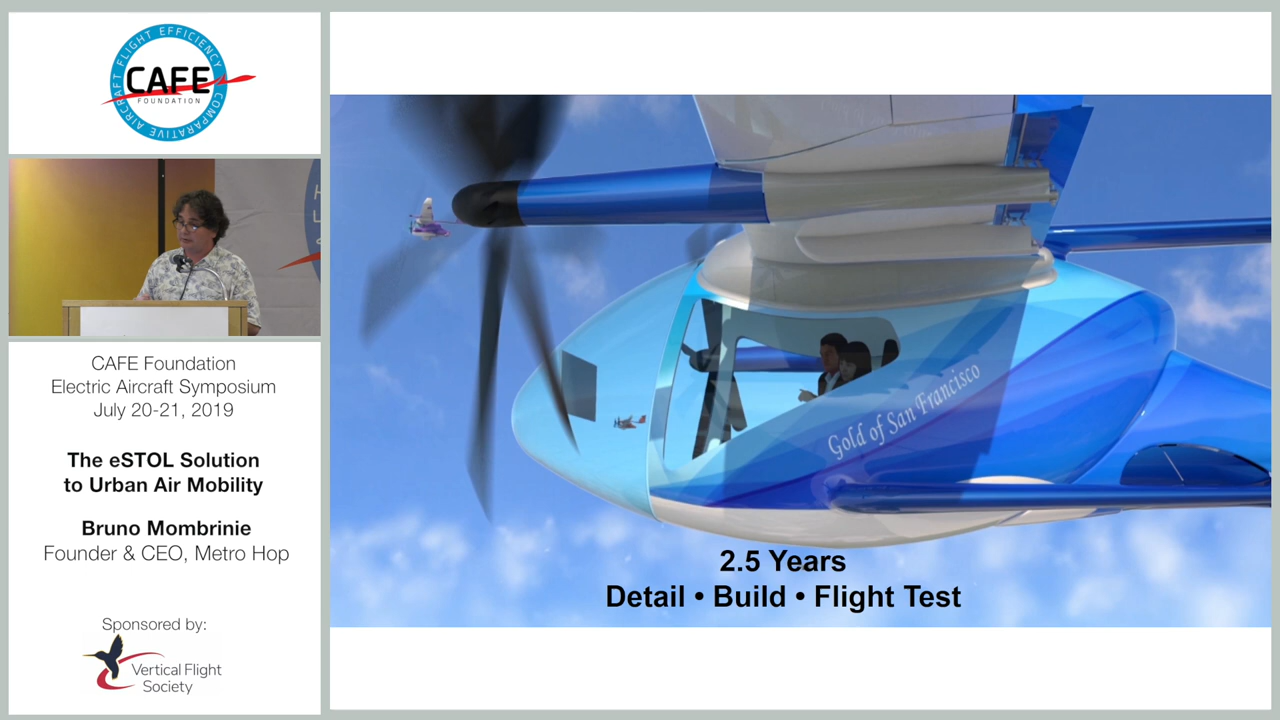 COMPARATIVE AIRCRAFT FLIGHT EFFICIENCY
CAFE
FOUNDATION
CAFE Foundation
Electric Aircraft Symposium
July 20-21, 2019
The eSTOL Solution
to Urban Air Mobility
Bruno Mombrinie
Founder & CEO, Metro Hop
Sponsored by:
Vertical Flight
Society
Gold of San Francisco
2.5 Years
Detail • Build • Flight Test